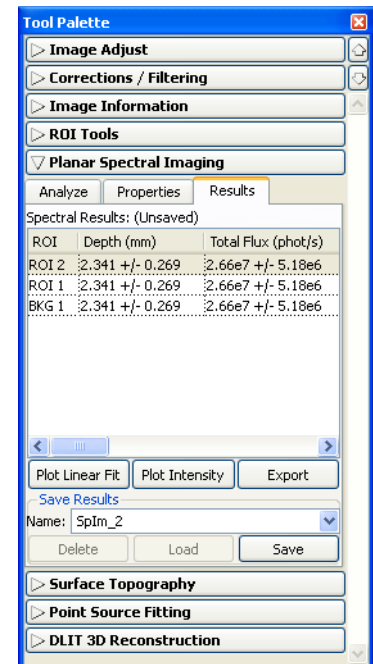 Tool Palette
Image Adjust
Corrections / Filtering
Image Information
ROI Tools
Planar Spectral Imaging
Analyze Properties Results
Spectral Results: (Unsaved)
ROI Depth (mm) Total Flux (phot/s)
ROI 2 2.341 +/- 0.269 2.66e7 +/- 5.18e6
ROI 1 2.341 +/- 0.269 2.66e7 +/- 5.18e6
BKG 1 2.341 +/- 0.269 2.66e7 +/- 5.18e6
Plot Linear Fit Plot Intensity Export
Save Results
Name: SpIm_2
Delete Load Save
Surface Topography
Point Source Fitting
DLIT 3D Reconstruction